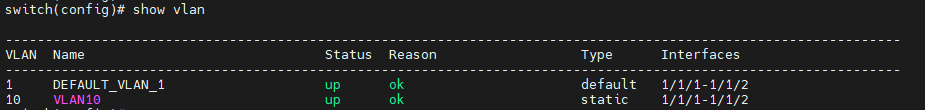 switch(config)# show vlan
--------------------------------------------------------------------------------------------------------------
VLAN  Name                              Status  Reason                  Type      Interfaces
--------------------------------------------------------------------------------------------------------------
1     DEFAULT_VLAN_1                    up      ok                      default   1/1/1-1/1/2
10    VLAN10                            up      ok                      static    1/1/1-1/1/2